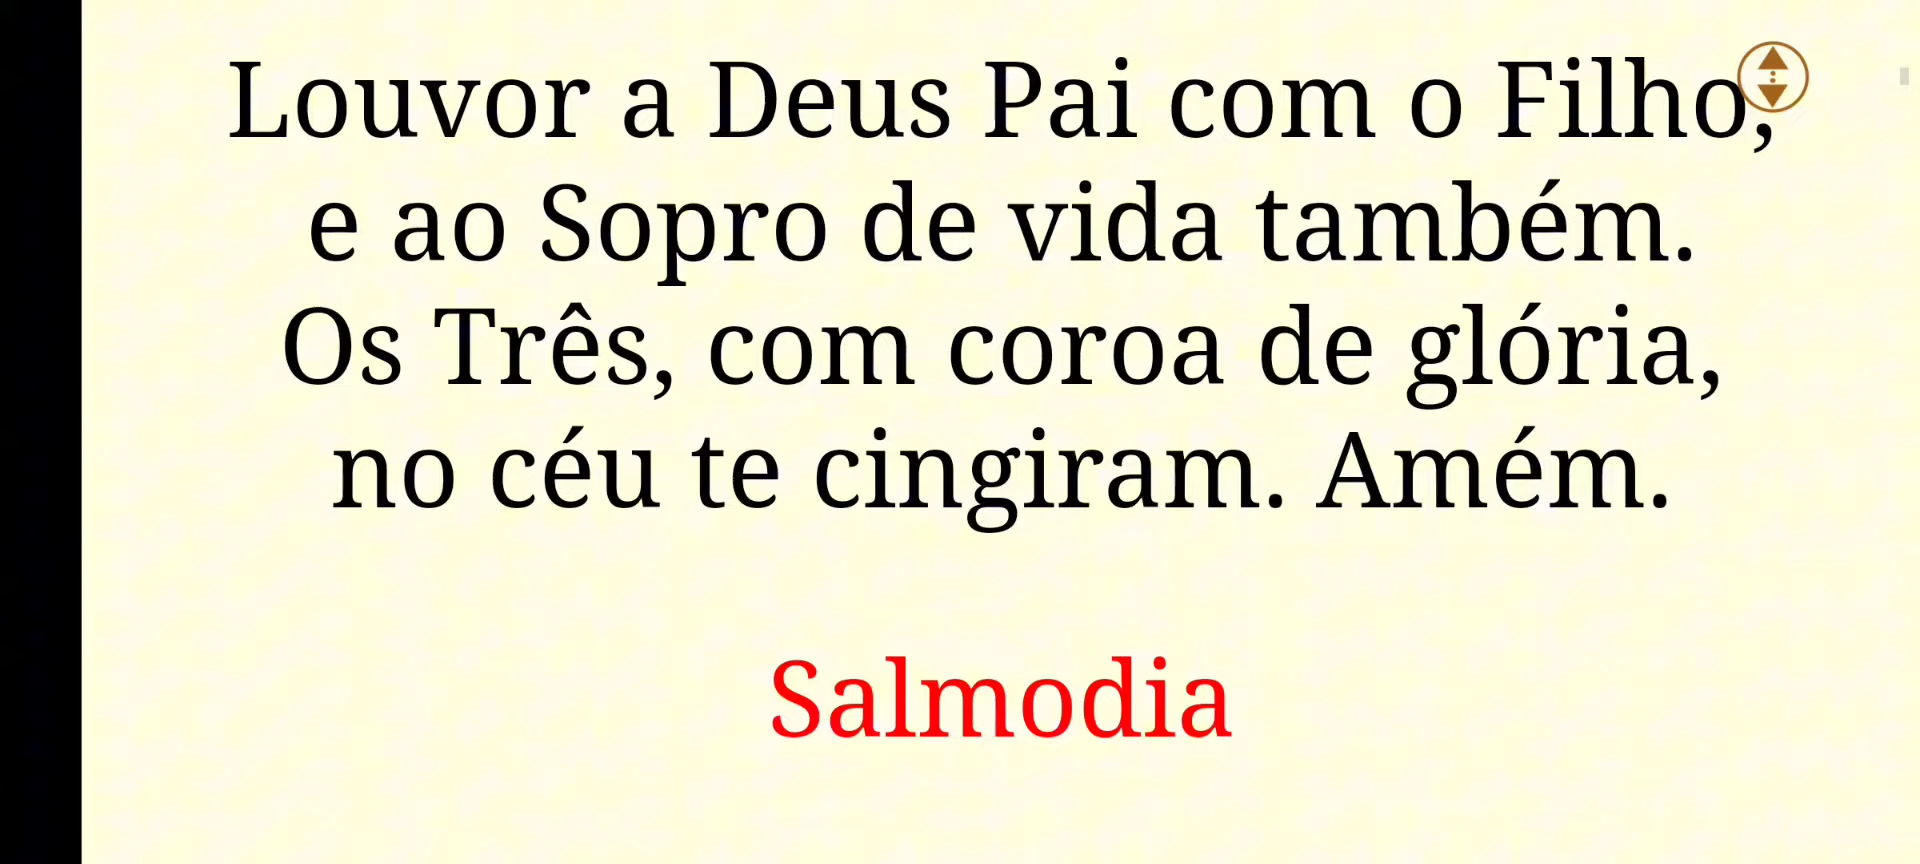 Louvor a Deus Pai com o Filho,
e ao Sopro de vida também.
Os Três, com coroa de glória,
no céu te cingiram. Amém.
Salmodia